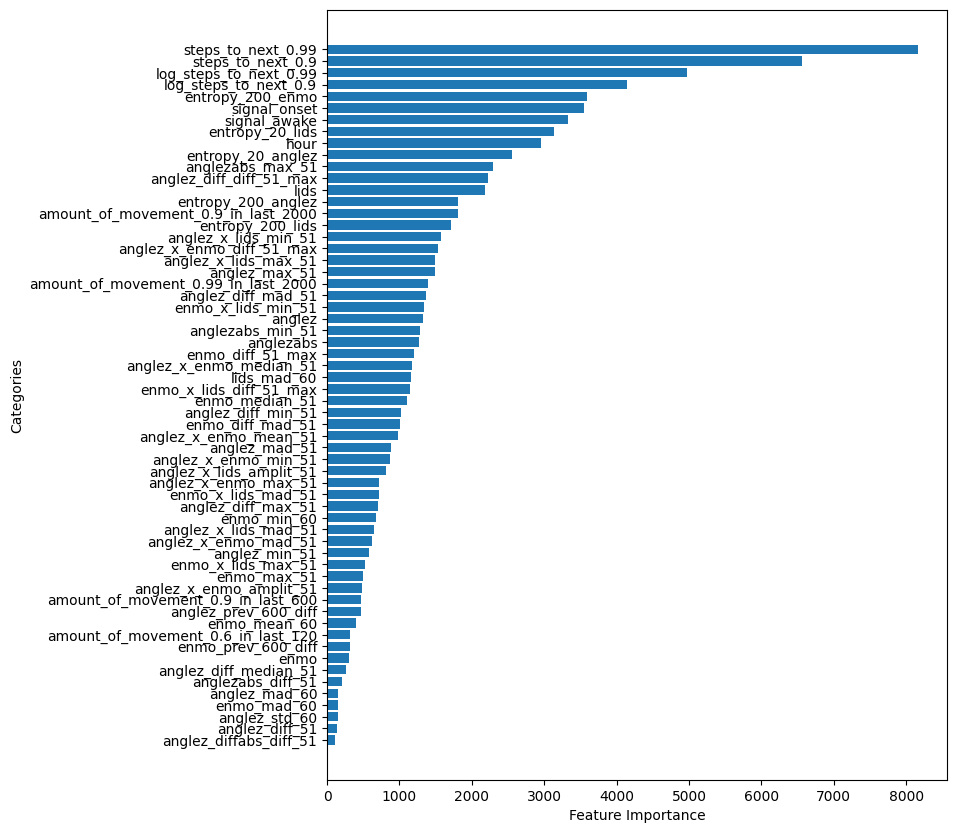 steps_to_next_0.99
steps_to_next_0.9
log_steps_to_next_0.99
log_steps_to_next_0.9
entropy_200_enmo
signal_onset
signal_awake
entropy_20_lids
hour
entropy_20_anglez
anglezabs_max_51
anglez_diff_diff_51_max
lids
entropy_200_anglez
amount_of_movement_0.9_in_last_2000
entropy_200_lids
anglez_x_lids_min_51
anglez_x_enmo_diff_51_max
anglez_x_lids_max_51
anglez_max_51
amount_of_movement_0.99_in_last_2000
anglez_diff_mad_51
enmo_x_lids_min_51
anglez
anglezabs_min_51
anglezabs
enmo_diff_51_max
anglez_x_enmo_median_51
lids_mad_60
enmo_x_lids_diff_51_max
enmo_median_51
anglez_diff_min_51
enmo_diff_mad_51
anglez_x_enmo_mean_51
anglez_mad_51
anglez_x_enmo_min_51
anglez_x_lids_amplit_51
anglez_x_enmo_max_51
enmo_x_lids_mad_51
anglez_diff_max_51
enmo_min_60
anglez_x_lids_mad_51
anglez_x_enmo_mad_51
anglez_min_51
enmo_x_lids_max_51
enmo_max_51
anglez_x_enmo_amplit_51
amount_of_movement_0.9_in_last_600
anglez_prev_600_diff
enmo_mean_60
amount_of_movement_0.6_in_last_120
enmo_prev_600_diff
enmo
anglez_diff_median_51
anglezabs_diff_51
anglez_mad_60
enmo_mad_60
anglez_std_60
anglez_diff_51
anglez_diffabs_diff_51
Categories
0 1000 2000 3000 4000 5000 6000 7000 8000
Feature Importance